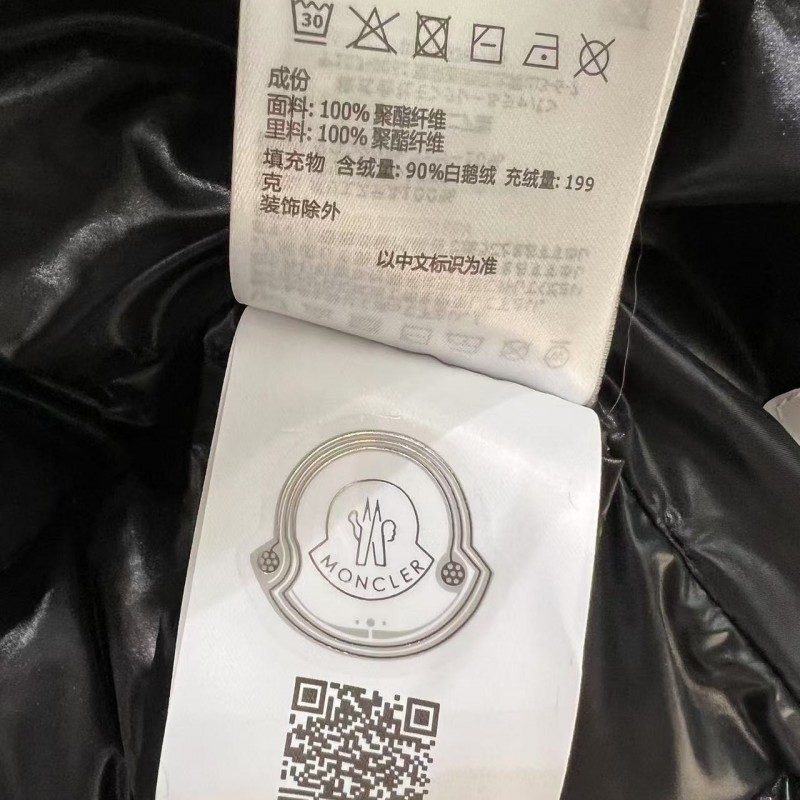 30
成份
面料: 100% 聚酯纤维
里料: 100% 聚酯纤维
填充物 含绒量: 90%白鹅绒 充绒量: 199
克
装饰除外
以中文标识为准
MONCLER